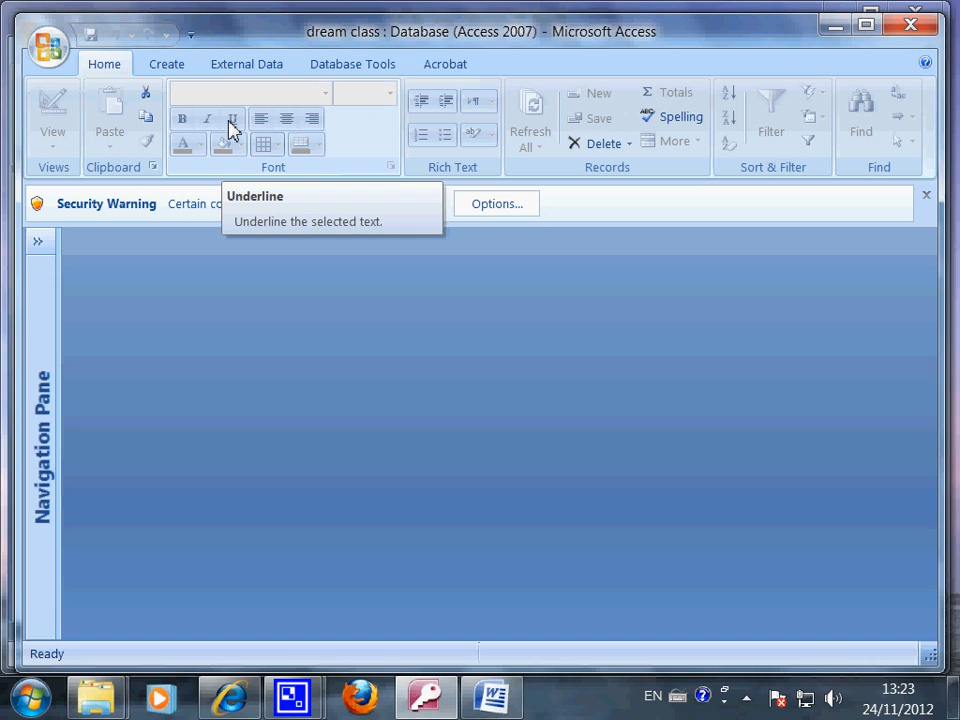 dream class : Database (Access 2007) - Microsoft Access
Home Create External Data Database Tools Acrobat
View Paste B I U A Refresh All New Save Delete Σ Totals Spelling More Filter Find
Views Clipboard Font Rich Text Records Sort & Filter Find
Security Warning Certain Options...
Underline
Underline the selected text.
Navigation Pane
Ready
EN 13:23
24/11/2012